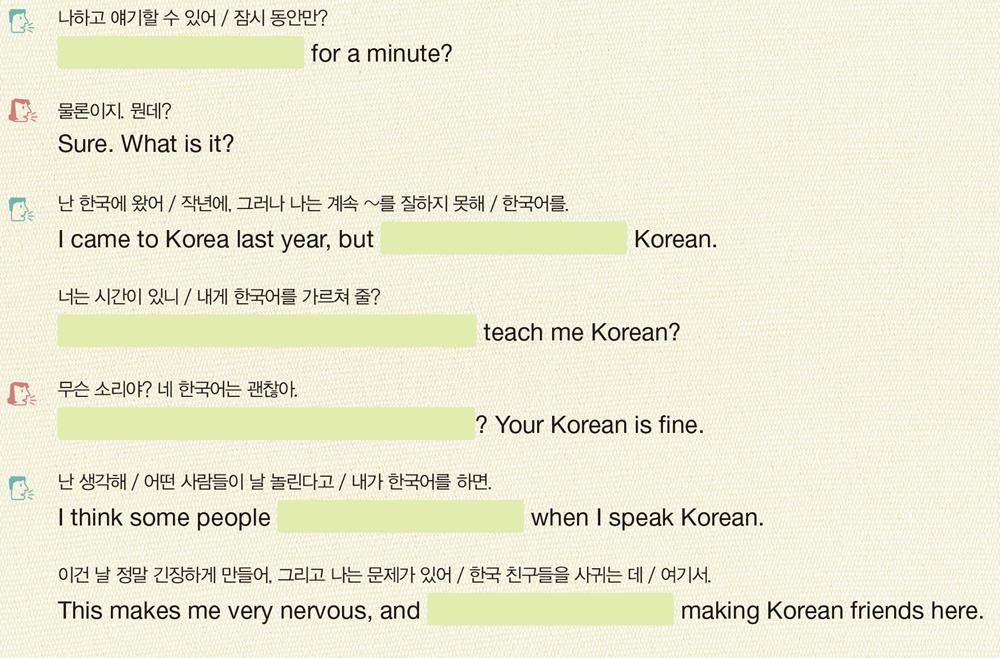 나하고 얘기할 수 있어 / 잠시 동안만?
for a minute?
물론이지. 뭔데?
Sure. What is it?
난 한국에 왔어 / 작년에, 그러나 나는 계속 ~를 잘하지 못해 / 한국어를.
I came to Korea last year, but Korean.
너는 시간이 있니 / 내게 한국어를 가르쳐 줄?
teach me Korean?
무슨 소리야? 네 한국어는 괜찮아.
? Your Korean is fine.
난 생각해 / 어떤 사람들이 날 놀린다고 / 내가 한국어를 하면.
I think some people when I speak Korean.
이건 날 정말 긴장하게 만들어, 그리고 나는 문제가 있어 / 한국 친구들을 사귀는 데 / 여기서.
This makes me very nervous, and making Korean friends here.